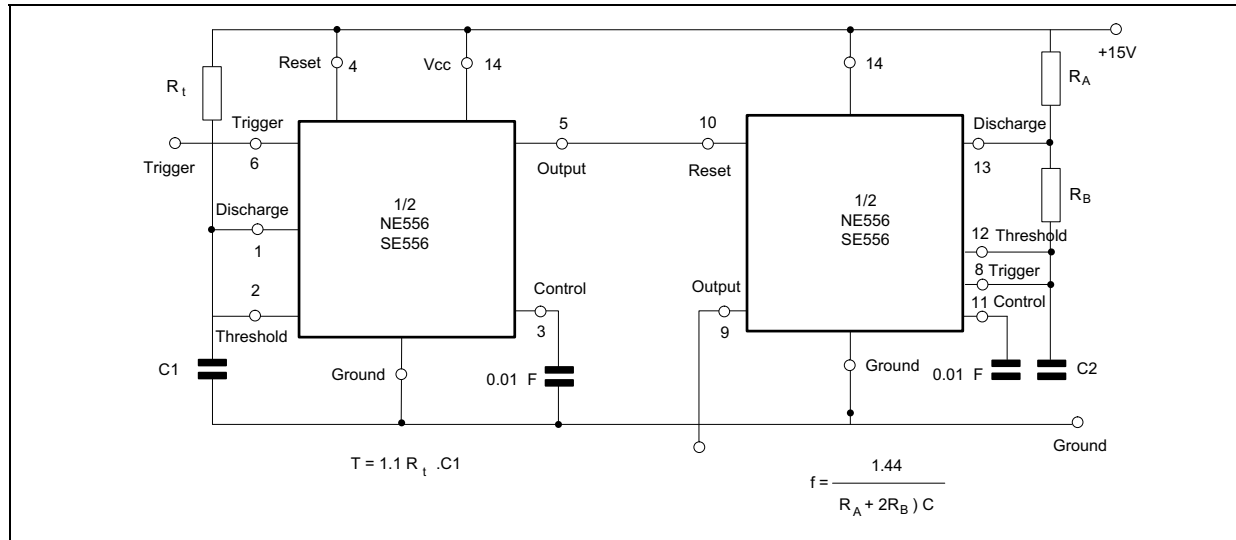 +15V
Reset 4
Vcc 14
14
R t
R A
Trigger
6
Trigger
5
Output
10
Reset
Discharge
13
1/2
NE556
SE556
1/2
NE556
SE556
R B
Discharge
1
12 Threshold
8 Trigger
11 Control
2
Threshold
Control
3
Output
9
C1
Ground
0.01 F
Ground
0.01 F
C2
Ground
T = 1.1 R t .C1
f = 1.44
R A + 2R B ) C